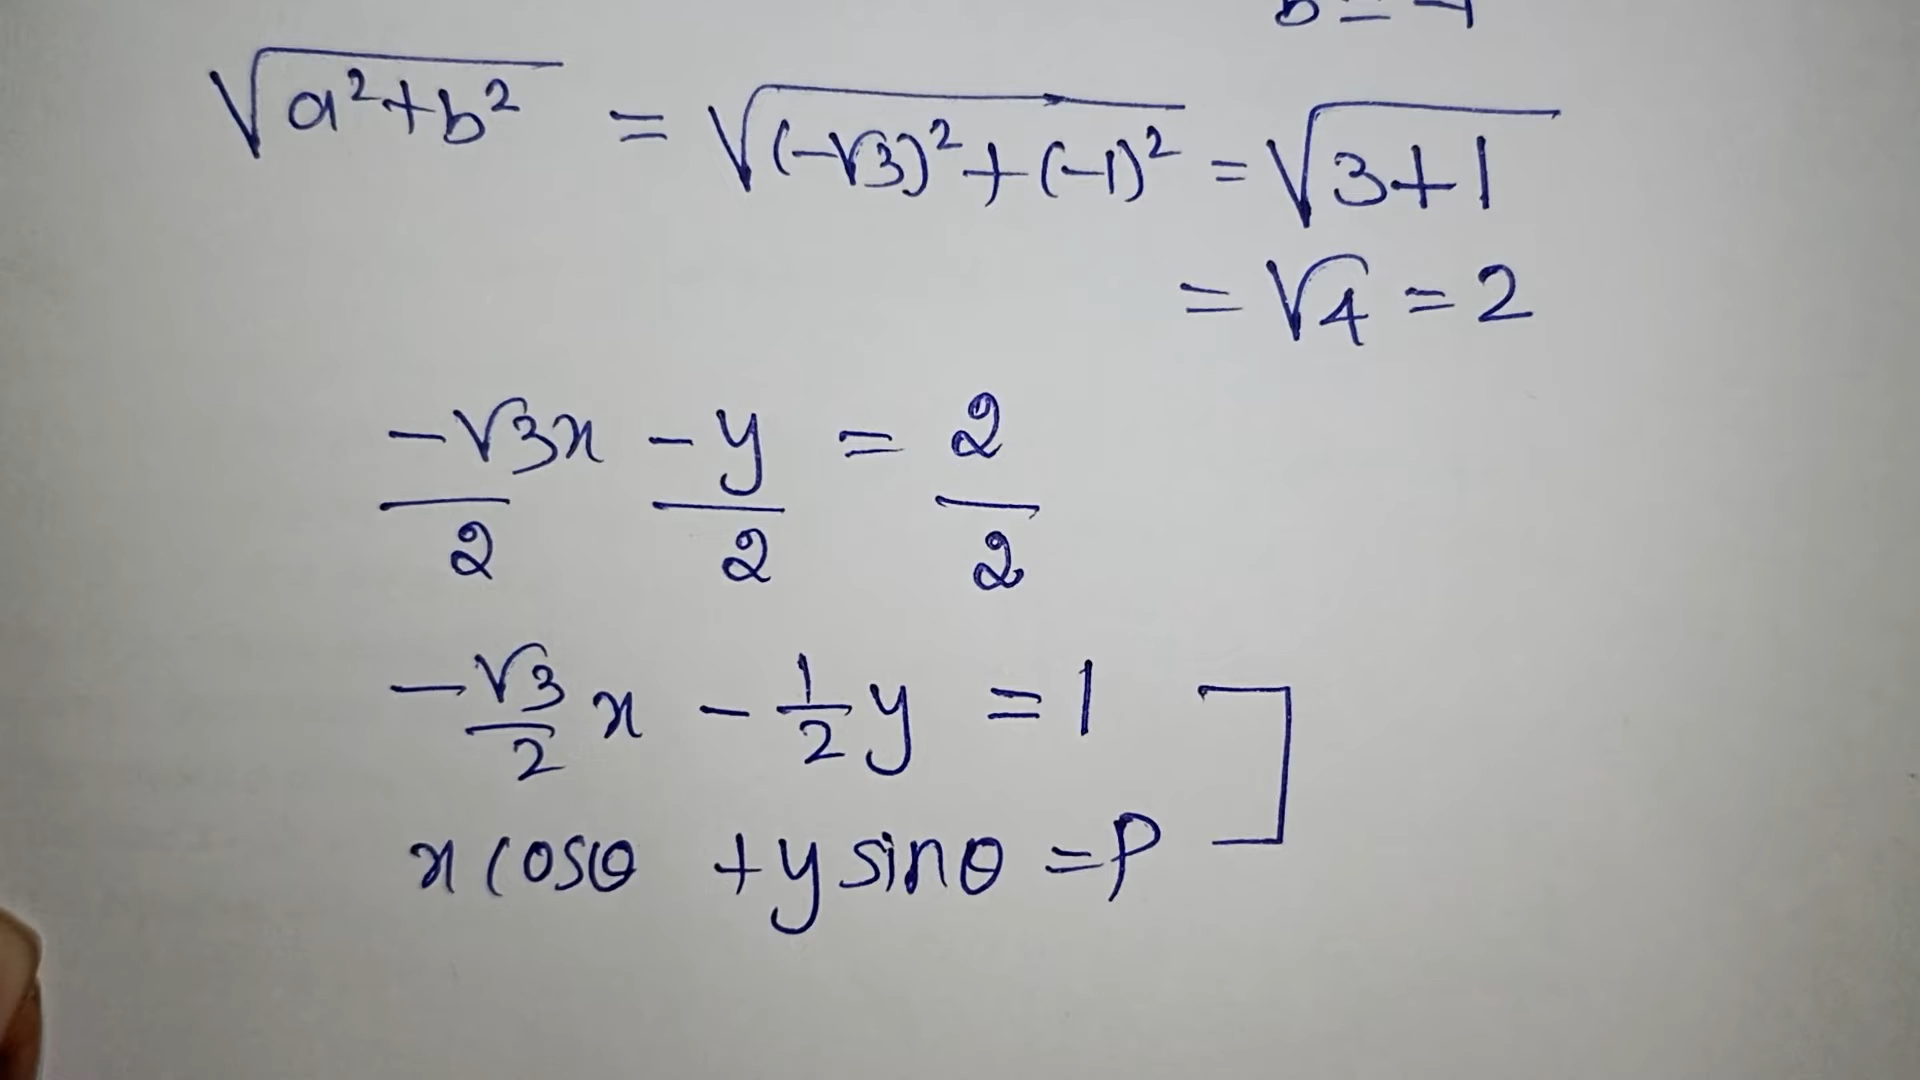 b = -1
√(a²+b²) = √((-√3)²+(-1)²) = √(3+1)
= √4 = 2
-√3x/2 -y/2 = 2/2
-√3/2 x - 1/2 y = 1
x cosθ + y sinθ = P